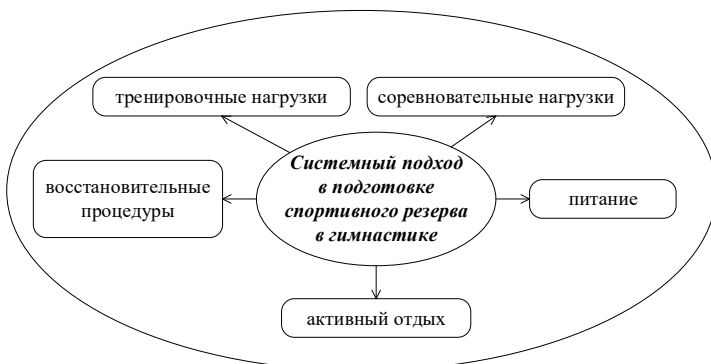 тренировочные нагрузки
соревновательные нагрузки
Системный подход
в подготовке
спортивного резерва
в гимнастике
восстановительные
процедуры
питание
активный отдых